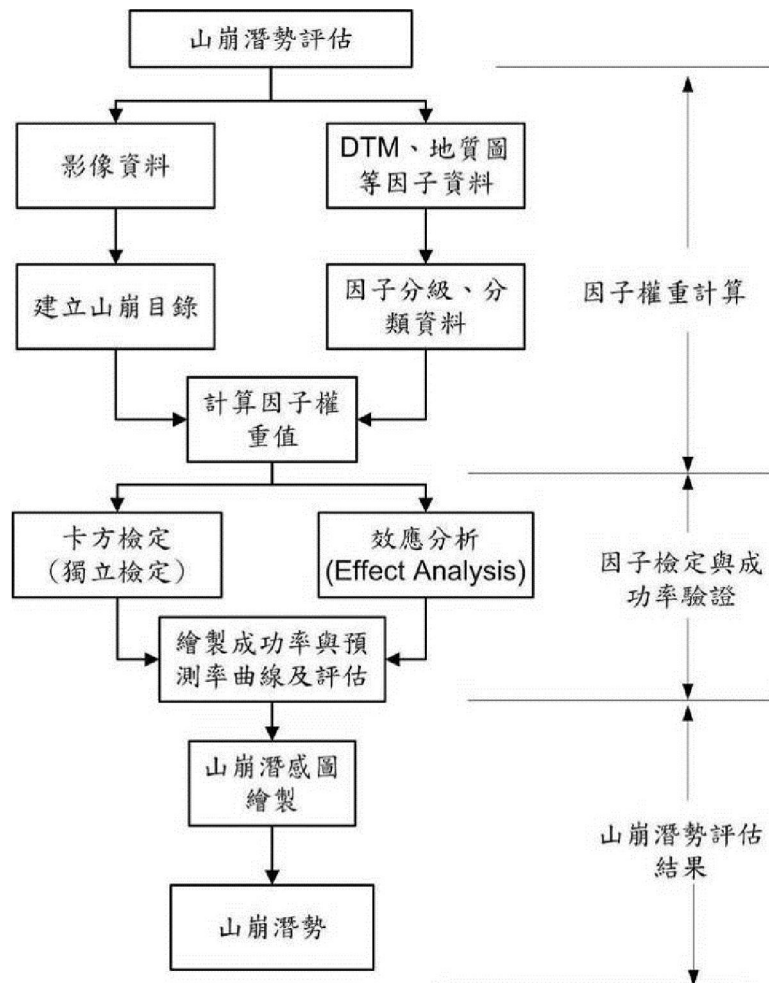 山崩潛勢評估
影像資料
DTM、地質圖
等因子資料
建立山崩目錄
因子分級、分
類資料
因子權重計算
計算因子權
重值
卡方檢定
（獨立檢定）
效應分析
(Effect Analysis)
因子檢定與成
功率驗證
繪製成功率與預
測率曲線及評估
山崩潛感圖
繪製
山崩潛勢評估
結果
山崩潛勢